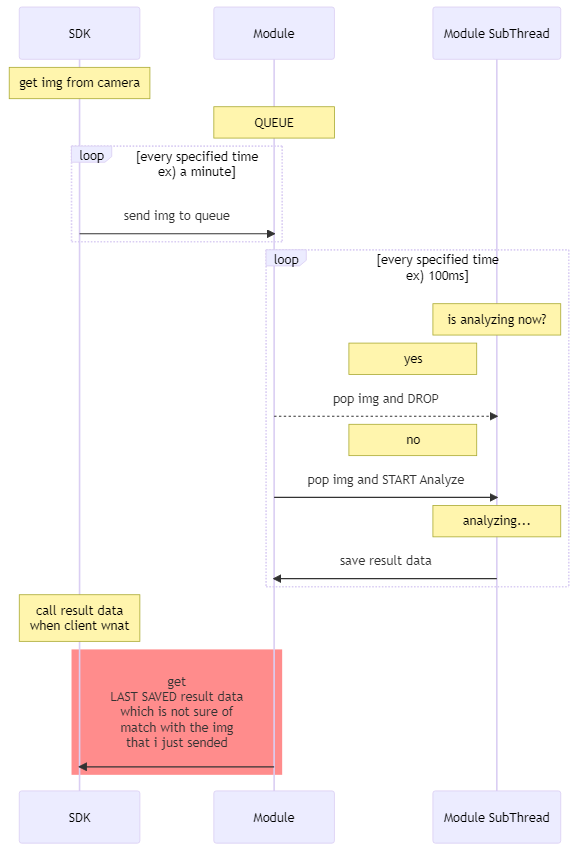 SDK
Module
Module SubThread
get img from camera
QUEUE
loop
[every specified time
ex) a minute]
send img to queue
loop
[every specified time
ex) 100ms]
is analyzing now?
yes
pop img and DROP
no
pop img and START Analyze
analyzing...
save result data
call result data
when client wnat
get
LAST SAVED result data
which is not sure of
match with the img
that i just sended
SDK
Module
Module SubThread